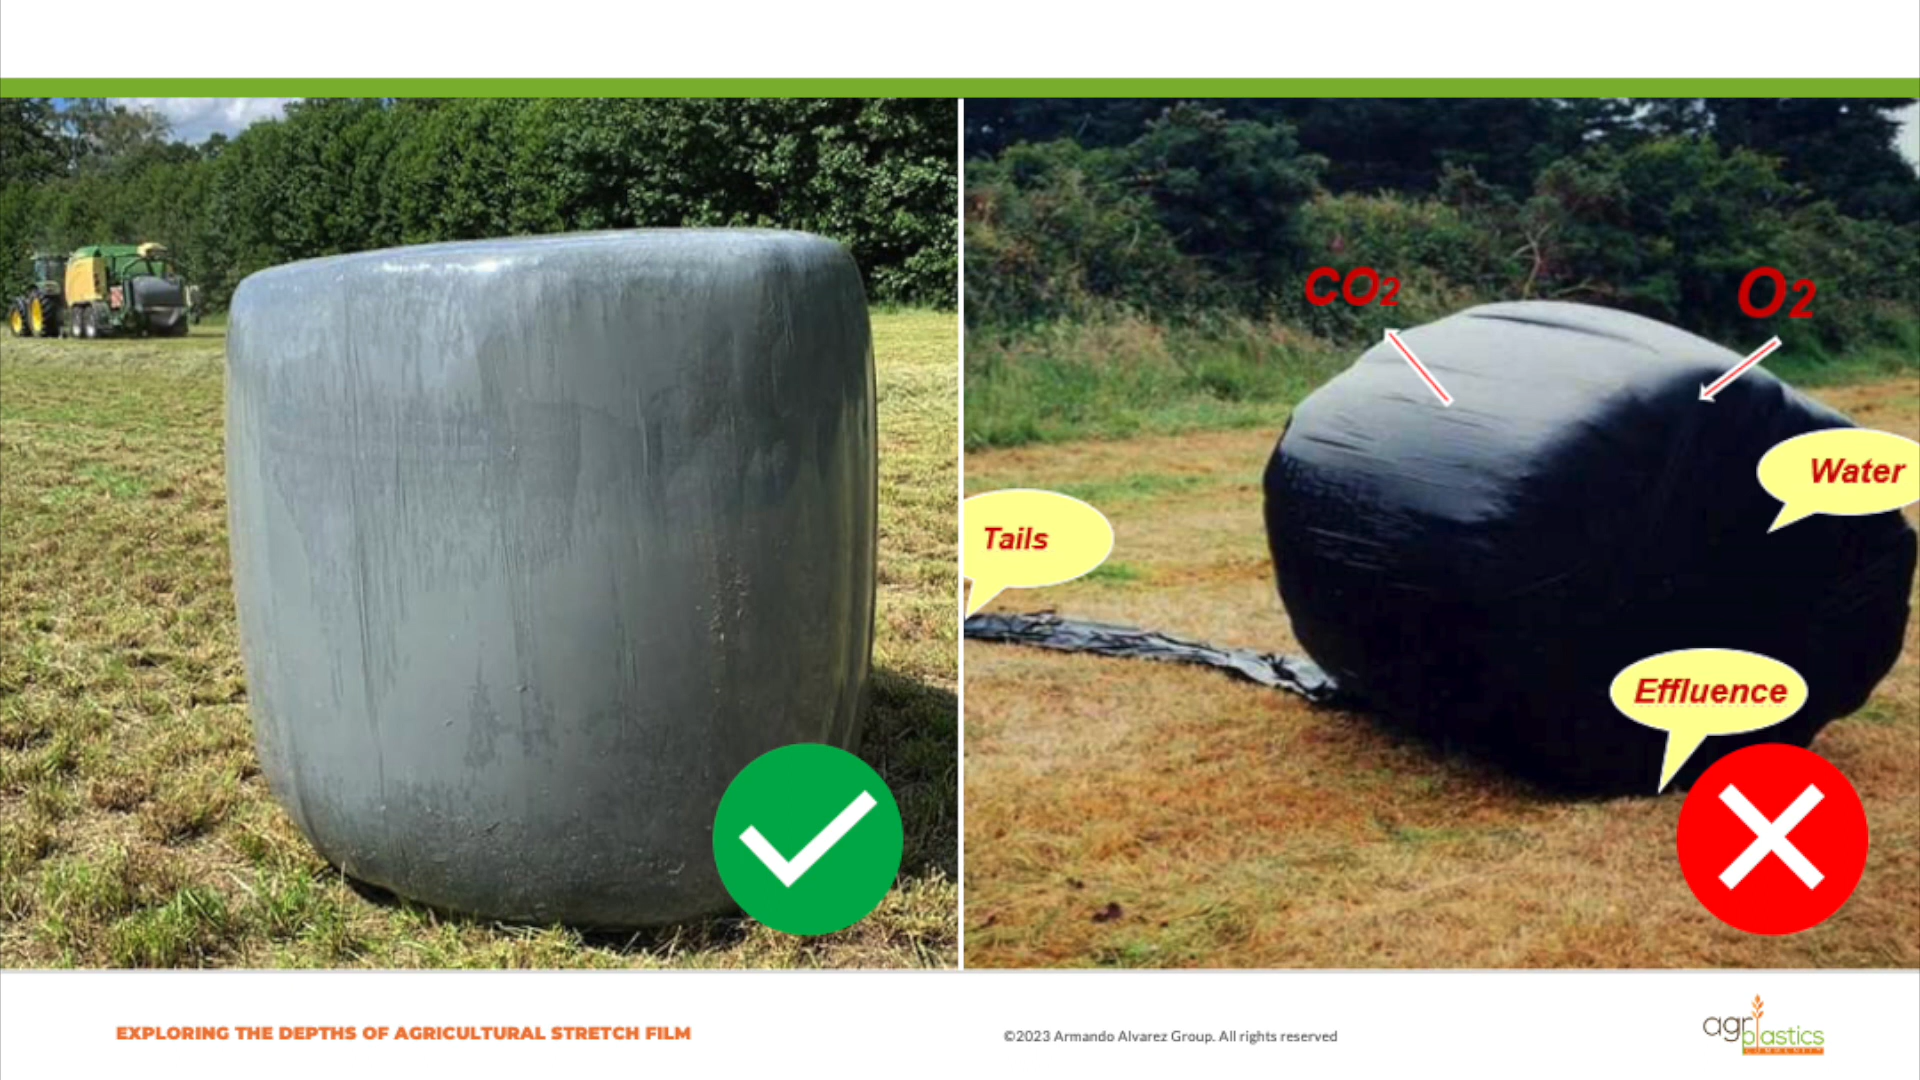 CO2
O2
Water
Tails
Effluence
EXPLORING THE DEPTHS OF AGRICULTURAL STRETCH FILM
©2023 Armando Alvarez Group. All rights reserved
agriplastics
COMMUNITY